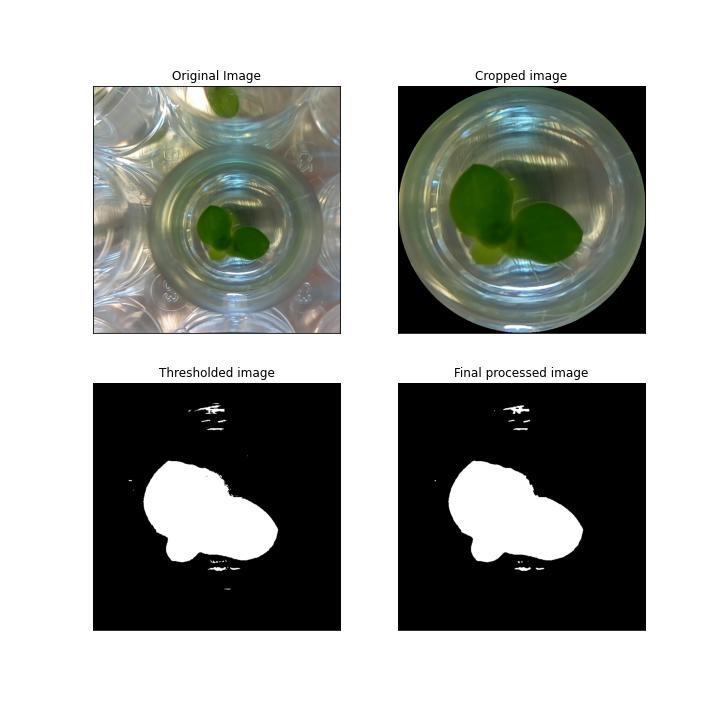 Original Image
Cropped image
Thresholded image
Final processed image